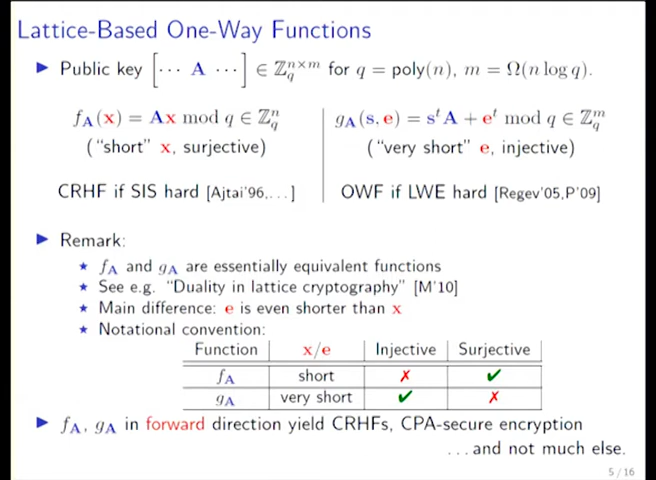 Lattice-Based One-Way Functions
▶ Public key [··· A ···] ∈ ℤ_q^{n×m} for q = poly(n), m = Ω(n log q).
f_A(x) = Ax mod q ∈ ℤ_q^n
("short" x, surjective)
CRHF if SIS hard [Ajtai'96,...]
g_A(s, e) = s^t A + e^t mod q ∈ ℤ_q^m
("very short" e, injective)
OWF if LWE hard [Regev'05,P'09]
▶ Remark:
★ f_A and g_A are essentially equivalent functions
★ See e.g. "Duality in lattice cryptography" [M'10]
★ Main difference: e is even shorter than x
★ Notational convention:
Function x/e Injective Surjective
f_A short ✗ ✔
g_A very short ✔ ✗
▶ f_A, g_A in forward direction yield CRHFs, CPA-secure encryption
...and not much else.
5 / 16